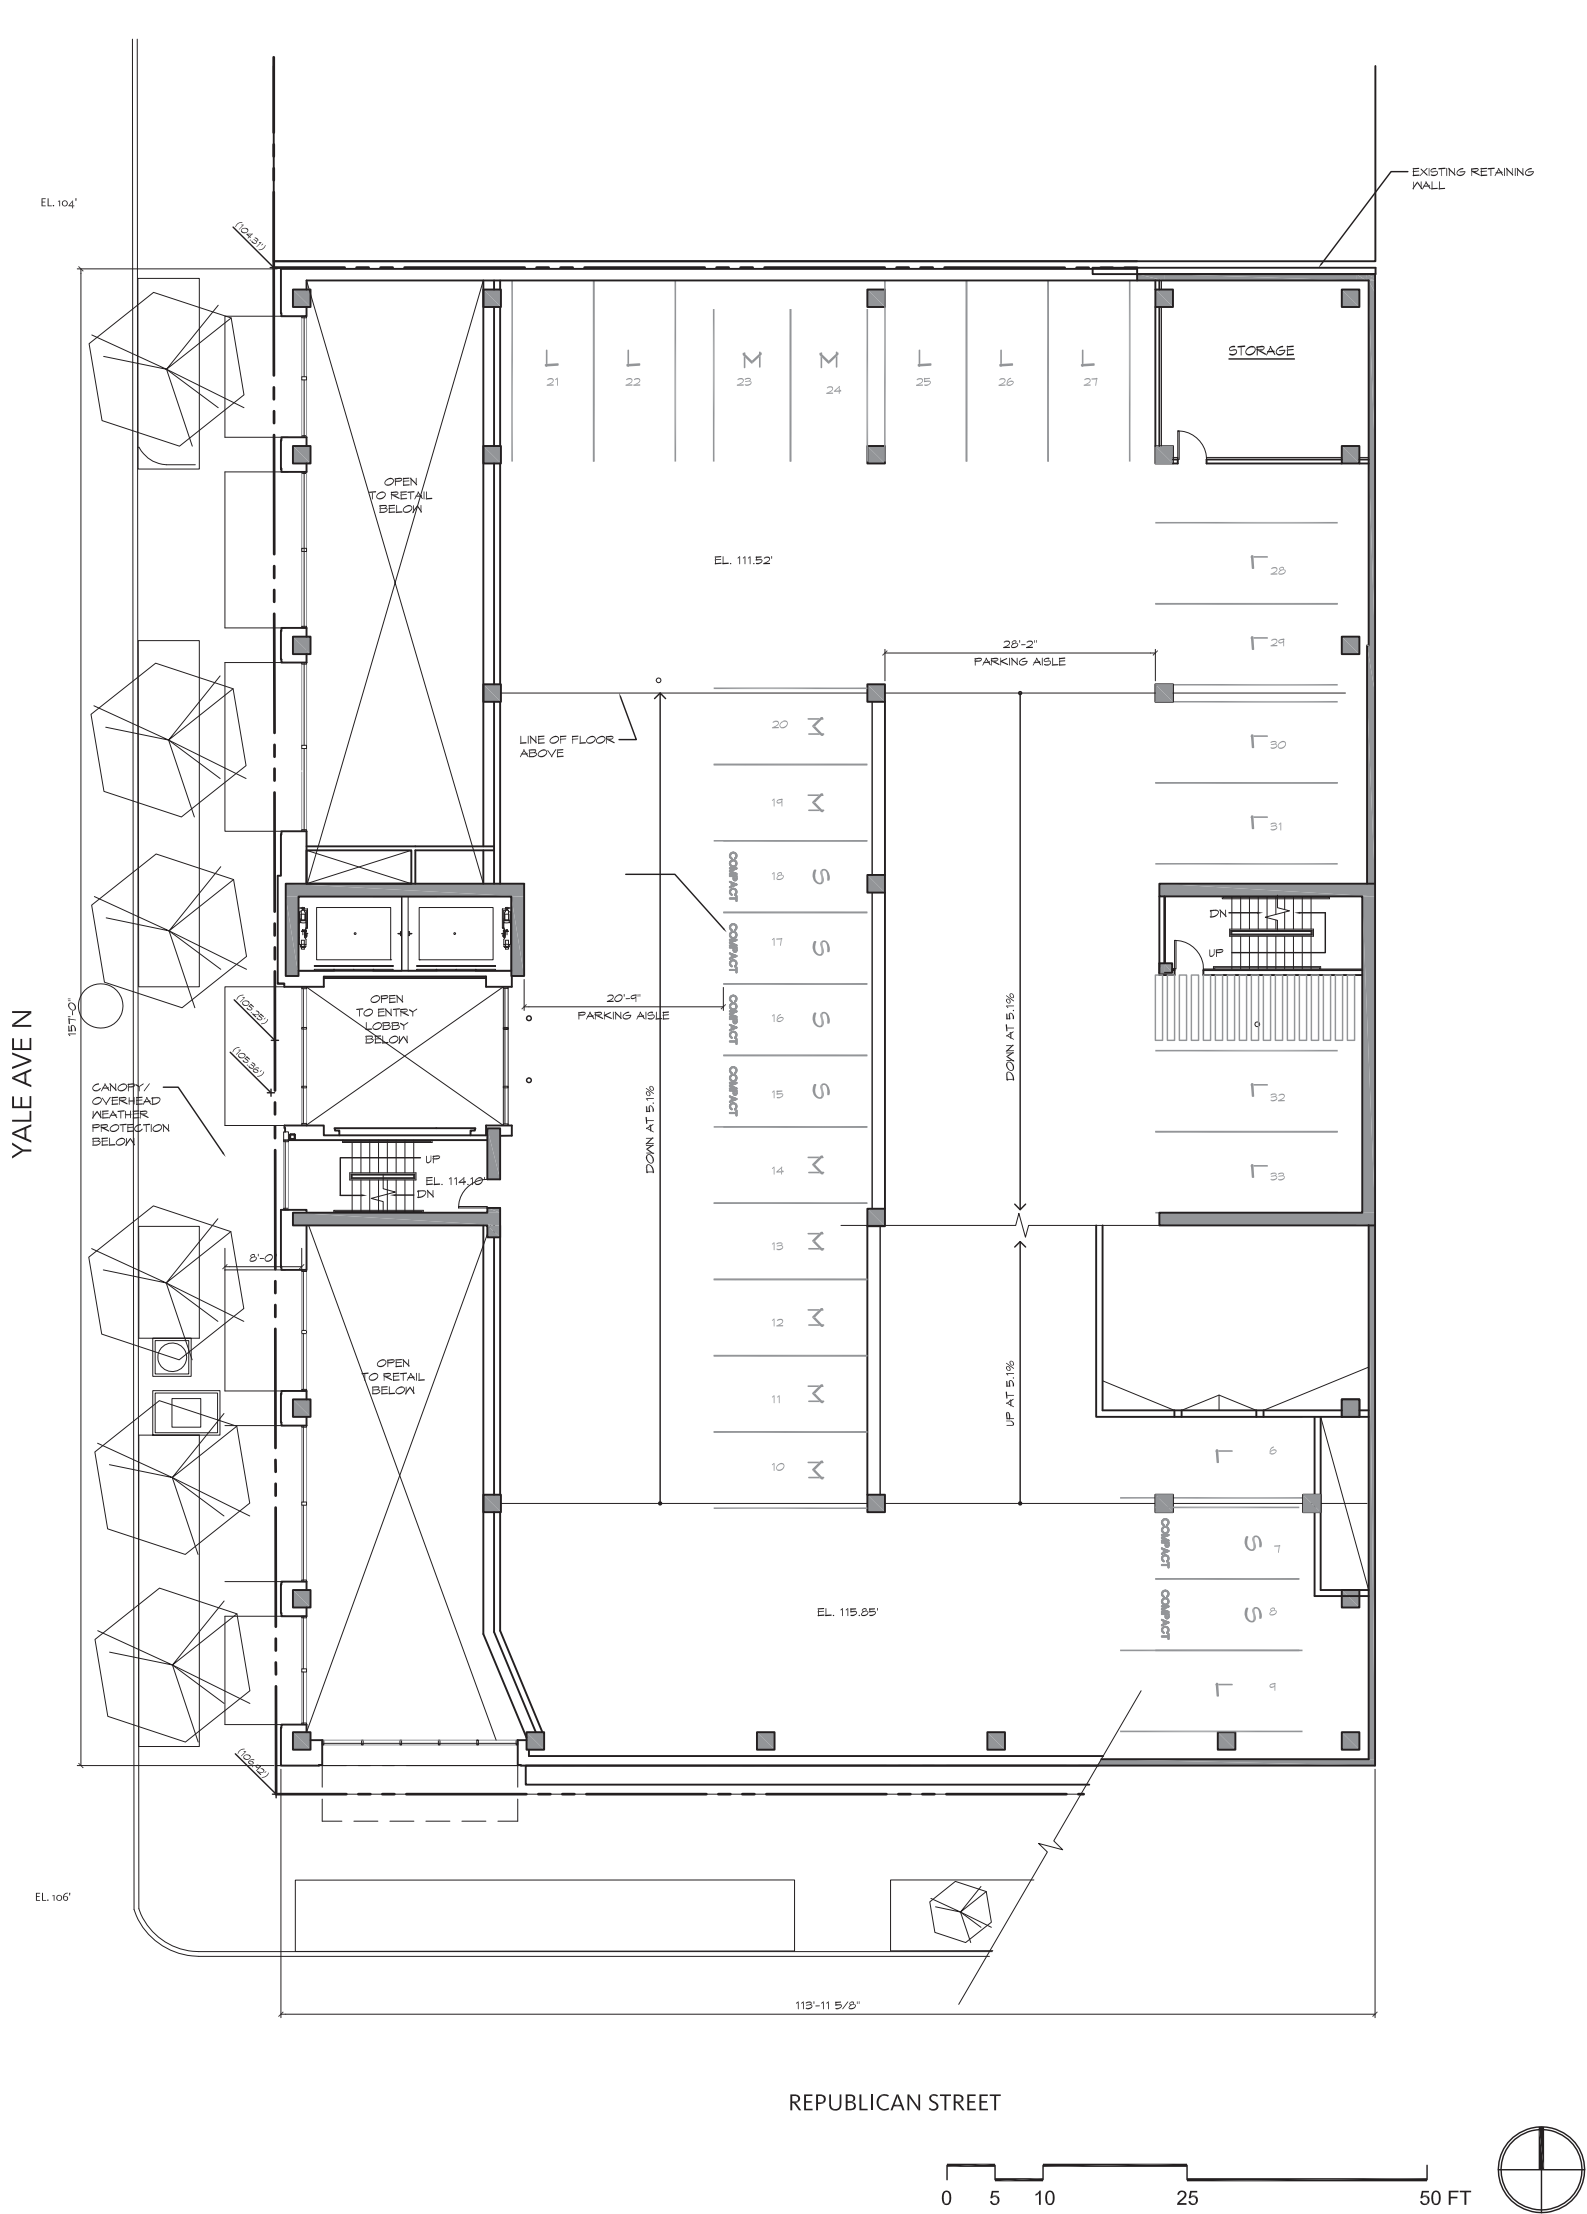 EXISTING RETAINING
WALL
EL. 104'
(104.31')
STORAGE
L
21
L
22
M
23
M
24
L
25
L
26
L
27
OPEN
TO RETAIL
BELOW
EL. 111.52'
L
28
L
29
28'-2"
PARKING AISLE
LINE OF FLOOR
ABOVE
20
M
19
M
COMPACT
18
S
COMPACT
17
S
COMPACT
16
S
COMPACT
15
S
14
M
13
M
12
M
11
M
10
M
L
30
L
31
DN
UP
OPEN
TO ENTRY
LOBBY
BELOW
20'-9"
PARKING AISLE
DOWN AT 5.1%
DOWN AT 5.1%
157'-0"
YALE AVE N
(105.25')
(105.36')
CANOPY/
OVERHEAD
WEATHER
PROTECTION
BELOW
UP
EL. 114.10'
DN
L
32
L
33
8'-0"
OPEN
TO RETAIL
BELOW
UP AT 5.1%
L
6
COMPACT
S
7
COMPACT
S
8
L
9
EL. 115.85'
(106.42')
EL. 106'
113'-11 5/8"
REPUBLICAN STREET
0 5 10 25 50 FT